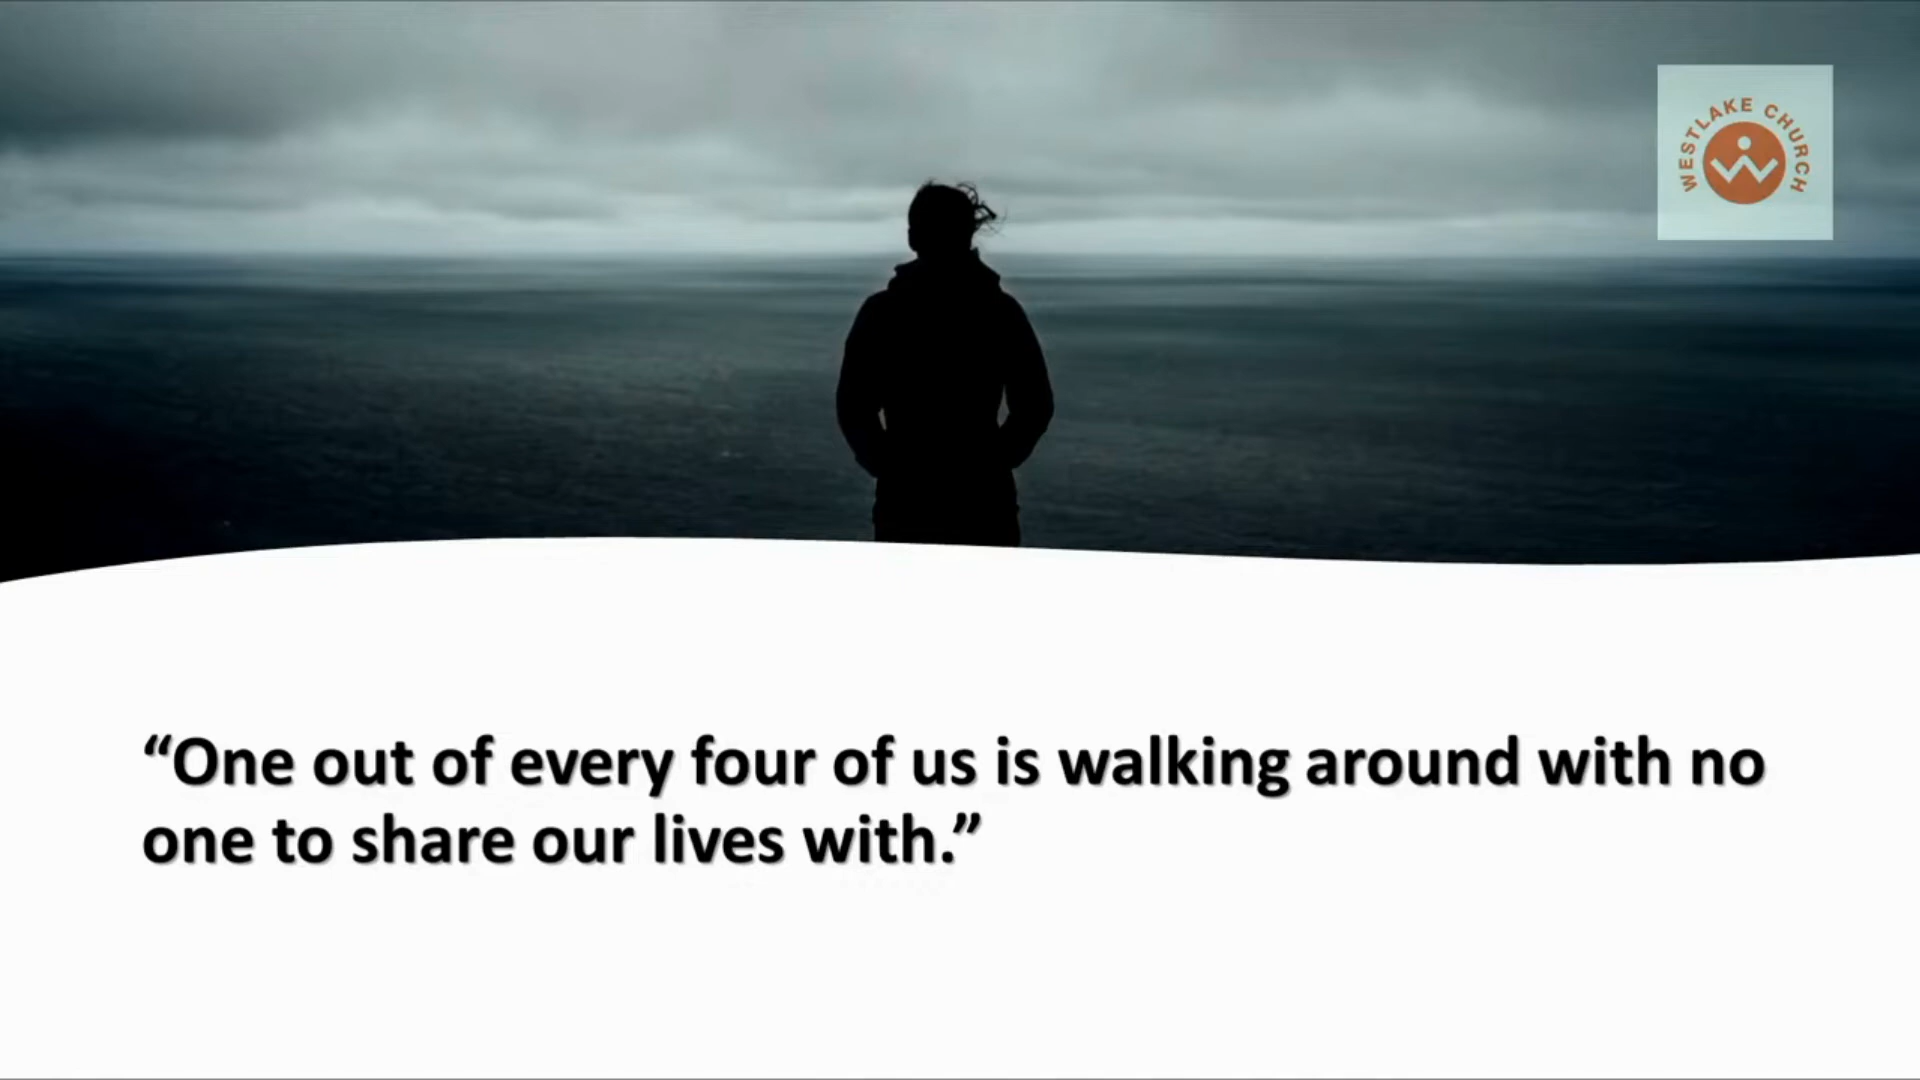 WESTLAKE CHURCH
“One out of every four of us is walking around with no
one to share our lives with.”